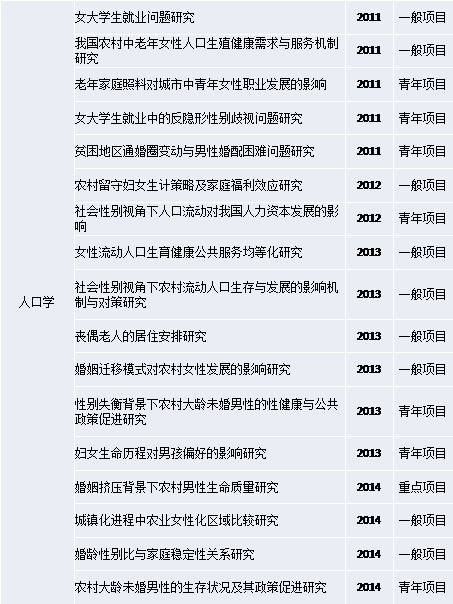 女大学生就业问题研究 2011 一般项目
我国农村中老年女性人口生殖健康需求与服务机制
研究 2011 一般项目
老年家庭照料对城市中青年女性职业发展的影响 2011 青年项目
女大学生就业中的反隐形性别歧视问题研究 2011 青年项目
贫困地区通婚圈变动与男性婚配困难问题研究 2011 青年项目
农村留守妇女生计策略及家庭福利效应研究 2012 一般项目
社会性别视角下人口流动对我国人力资本发展的影
响 2012 青年项目
女性流动人口生育健康公共服务均等化研究 2013 一般项目
人口学
社会性别视角下农村流动人口生存与发展的影响机
制与对策研究 2013 一般项目
丧偶老人的居住安排研究 2013 一般项目
婚姻迁移模式对农村女性发展的影响研究 2013 一般项目
性别失衡背景下农村大龄未婚男性的性健康与公共
政策促进研究 2013 青年项目
妇女生命历程对男孩偏好的影响研究 2013 青年项目
婚姻挤压背景下农村男性生命质量研究 2014 重点项目
城镇化进程中农业女性化区域比较研究 2014 一般项目
婚龄性别比与家庭稳定性关系研究 2014 一般项目
农村大龄未婚男性的生存状况及其政策促进研究 2014 青年项目